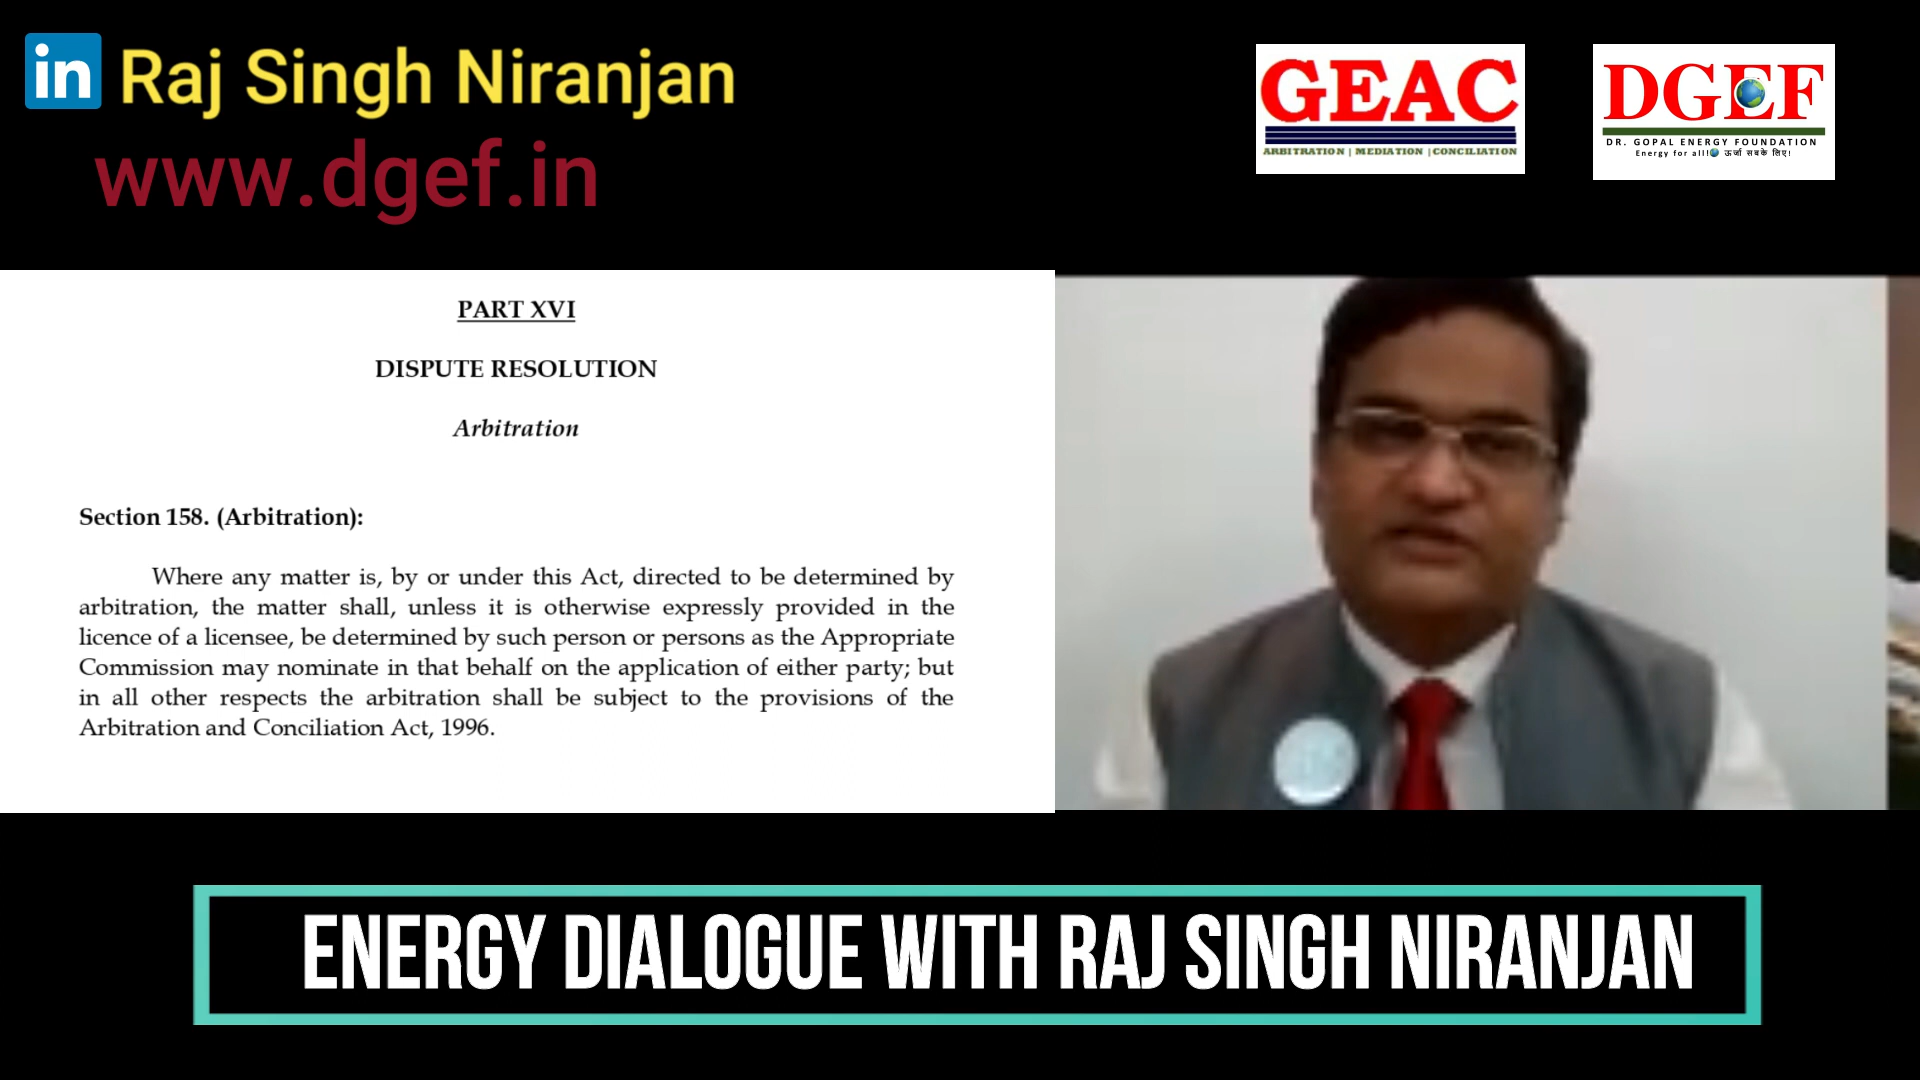 in Raj Singh Niranjan
www.dgef.in
GEAC
ARBITRATION | MEDIATION | CONCILIATION
DGEF
DR. GOPAL ENERGY FOUNDATION
Energy for all! ऊर्जा सबके लिए!
PART XVI
DISPUTE RESOLUTION
Arbitration
Section 158. (Arbitration):
Where any matter is, by or under this Act, directed to be determined by
arbitration, the matter shall, unless it is otherwise expressly provided in the
licence of a licensee, be determined by such person or persons as the Appropriate
Commission may nominate in that behalf on the application of either party; but
in all other respects the arbitration shall be subject to the provisions of the
Arbitration and Conciliation Act, 1996.
ENERGY DIALOGUE WITH RAJ SINGH NIRANJAN